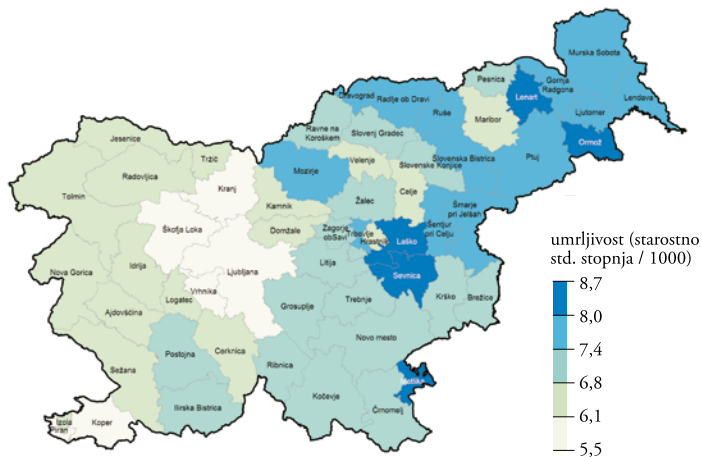 Murska Sobota
Pesnica
Gornja
Radgona
Dravograd
Radlje ob Dravi
Lenart
Lendava
Ruše
Maribor
Ljutomer
Ravne na
Koroškem
Slovenj Gradec
Ormož
Jesenice
Tržič
Velenje
Slovenska Bistrica
Ptuj
Slovenske Konjice
Mozirje
Radovljica
Kranj
Celje
Tolmin
Kamnik
Žalec
Šmarje
pri Jelšah
Škofja Loka
Domžale
Zagorje
obSavi
Trbovlje
Hrastnik
Laško
Šentjur
pri Celju
Nova Gorica
Idrija
Ljubljana
Litija
Sevnica
Vrhnika
Logatec
Ajdovščina
Grosuplje
Trebnje
Krško
Brežice
Postojna
Cerknica
Novo mesto
Sežana
Ribnica
Metlika
Kočevje
Ilirska Bistrica
Črnomelj
Izola
Piran
Koper
umrljivost (starostno
std. stopnja / 1000)
8,7
8,0
7,4
6,8
6,1
5,5